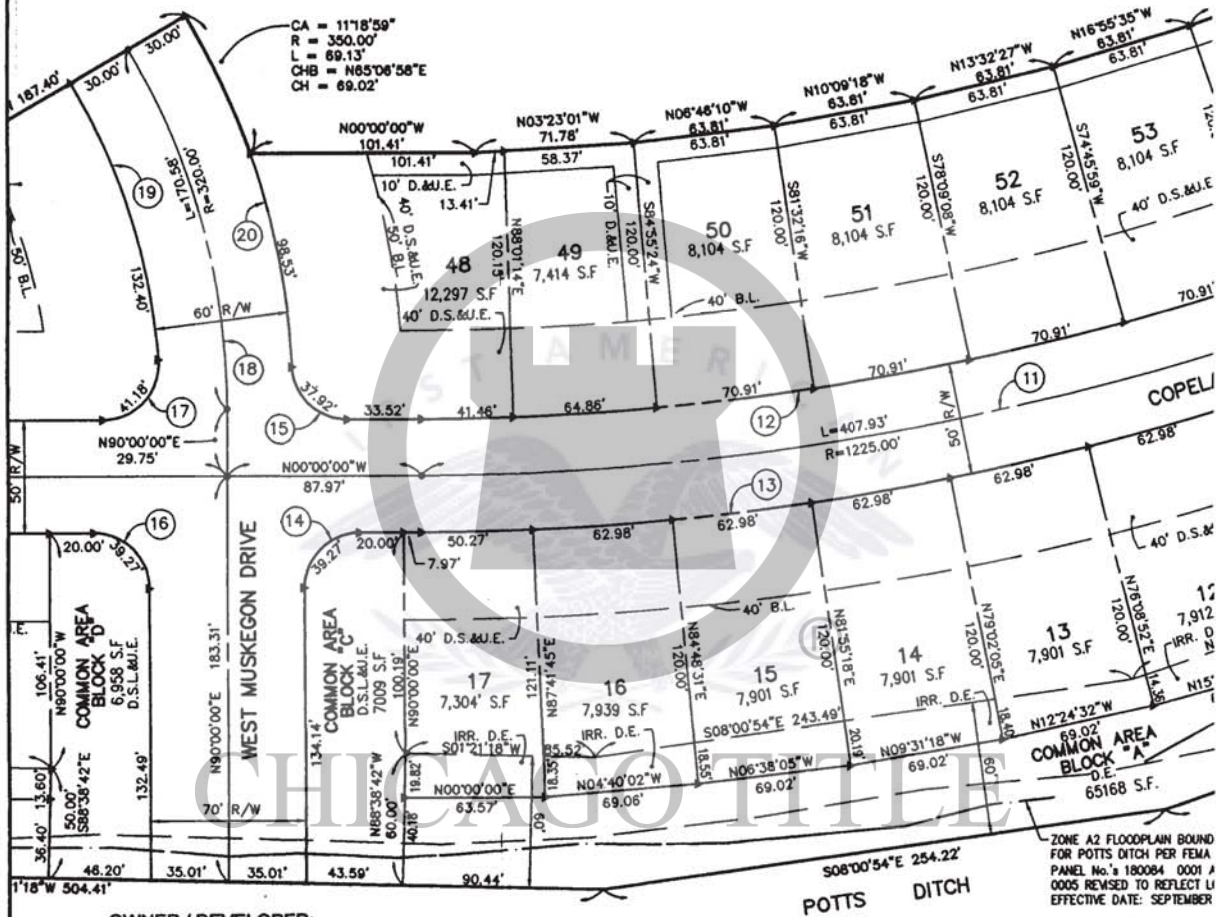 CA = 11°18'59"
R = 350.00'
L = 69.13'
CHB = N65°06'58"E
CH = 69.02'
30.00'
30.00'
187.40'
N00°00'00"W
101.41'
101.41'
N03°23'01"W
71.78'
58.37'
N06°46'10"W
63.81'
63.81'
N10°09'18"W
63.81'
63.81'
N13°32'27"W
63.81'
63.81'
N16°55'35"W
63.81'
63.81'
10' D.&U.E.
13.41'
40' D.S.&U.E.
50' B.L.
48
12,297 S.F
40' D.S.&U.E.
N88°01'14"E
120.15'
49
7,414 S.F
10' D.&U.E.
S84°55'24"W
120.00'
50
8,104 S.F
S81°32'16"W
120.00'
51
8,104 S.F
S78°09'08"W
120.00'
52
8,104 S.F
S74°45'59"W
120.00'
53
8,104 S.F
40' D.S.&U.E
40' B.L.
50' B.L.
19
L=170.58'
R=320.00'
20
98.53'
132.40'
60' R/W
18
41.18'
17
37.92'
15
33.52'
41.46'
64.86'
70.91'
12
70.91'
70.91'
70.91'
11
COPEL
50' R/W
L=407.93'
R=1225.00'
N90°00'00"E
29.75'
50' R/W
N00°00'00"W
87.97'
16
20.00'
39.27'
14
39.27'
20.00'
7.97'
50.27'
62.98'
13
62.98'
62.98'
62.98'
62.98'
WEST MUSKEGON DRIVE
N90°00'00"E 183.31'
106.41'
N90°00'00"W
COMMON AREA
BLOCK "D"
6,958 S.F
D.S.L&U.E.
132.49'
134.14'
COMMON AREA
BLOCK "C"
D.S.L&U.E.
7009 S.F
100.19'
N90°00'00"E
40' D.S.&U.E.
40' B.L.
17
7,304' S.F
N87°41'45"E
121.11'
16
7,939 S.F
N84°48'31"E
120.00'
15
7,901 S.F
N81°55'18"E
120.00'
14
7,901 S.F
N79°02'05"E
120.00'
13
7,901 S.F
N76°08'52"E
120.00'
40' D.S.&
12
7,912
IRR. D
IRR. D.E.
IRR. D.E.
IRR. D.E.
S01°21'18"W
85.52
S08°00'54"E 243.49'
19.82'
18.35'
18.55'
20.19'
18.40'
14.36'
N15°
N00°00'00"E
63.57'
N04°40'02"W
69.06'
N06°38'05"W
69.02'
N09°31'18"W
69.02'
N12°24'32"W
69.02'
COMMON AREA
BLOCK "A"
D.E.
65168 S.F.
60'
60'
70' R/W
N88°38'42"W
60.00'
40.18'
13.60'
36.40'
50.00'
S88°38'42"E
46.20'
35.01'
35.01'
43.59'
90.44'
1'18"W 504.41'
S08°00'54"E 254.22'
POTTS DITCH
ZONE A2 FLOODPLAIN BOUND
FOR POTTS DITCH PER FEMA
PANEL No.'s 180084 0001 A
0005 REVISED TO REFLECT
EFFECTIVE DATE: SEPTEMBER
OWNER/DEVELOPER:
CHICAGO TITLE